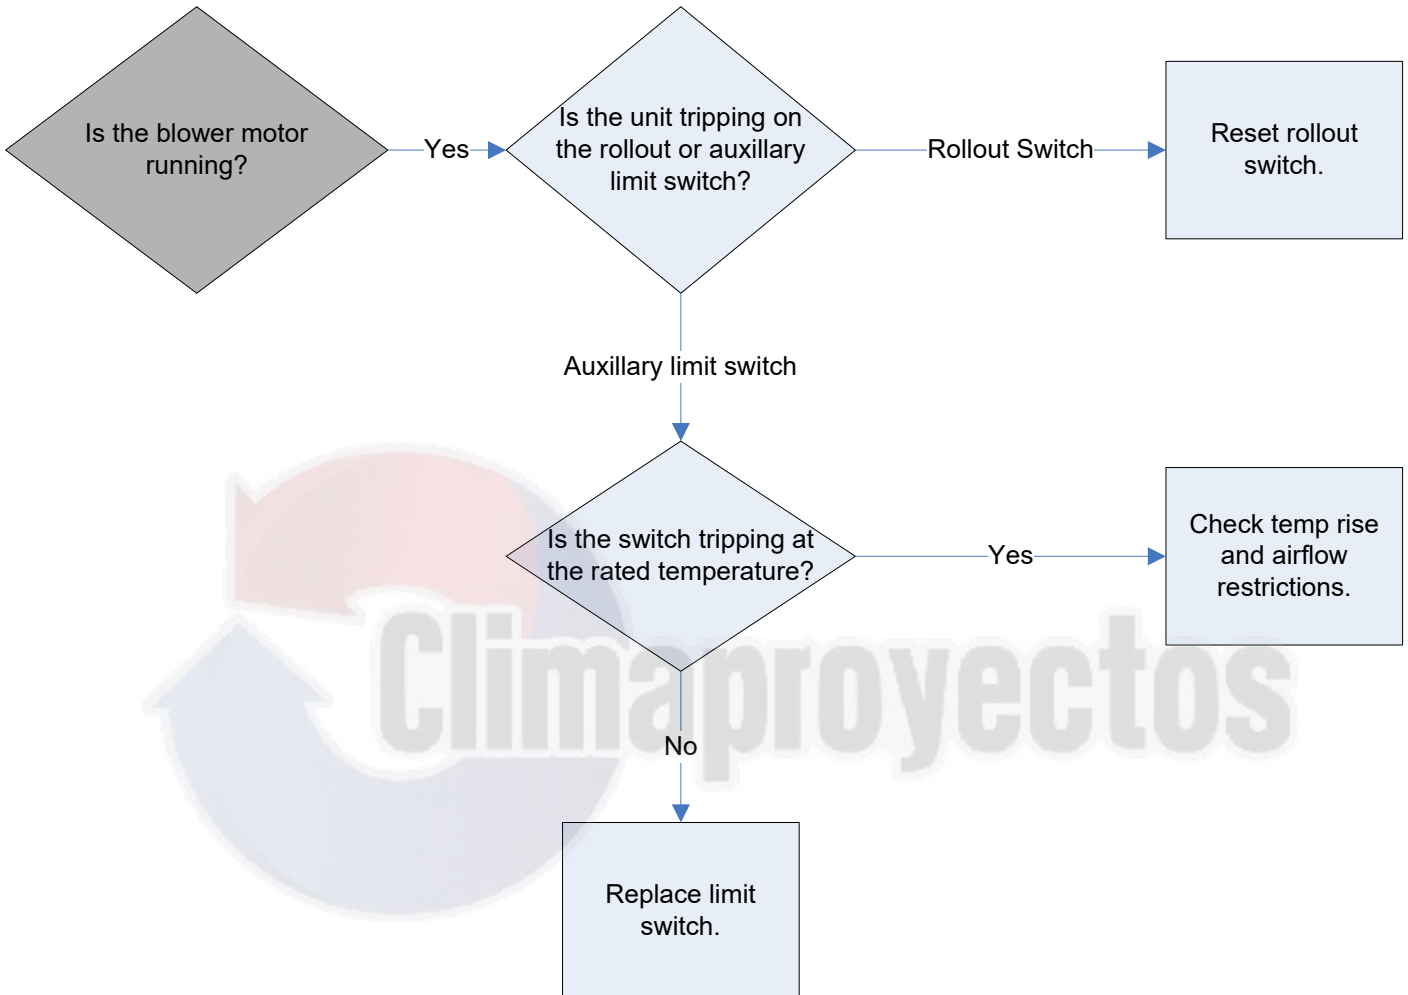 Is the blower motor
running?
Yes
Is the unit tripping on
the rollout or auxillary
limit switch?
Rollout Switch
Reset rollout
switch.
Auxillary limit switch
Is the switch tripping at
the rated temperature?
Yes
Check temp rise
and airflow
restrictions.
Climaproyectos
No
Replace limit
switch.